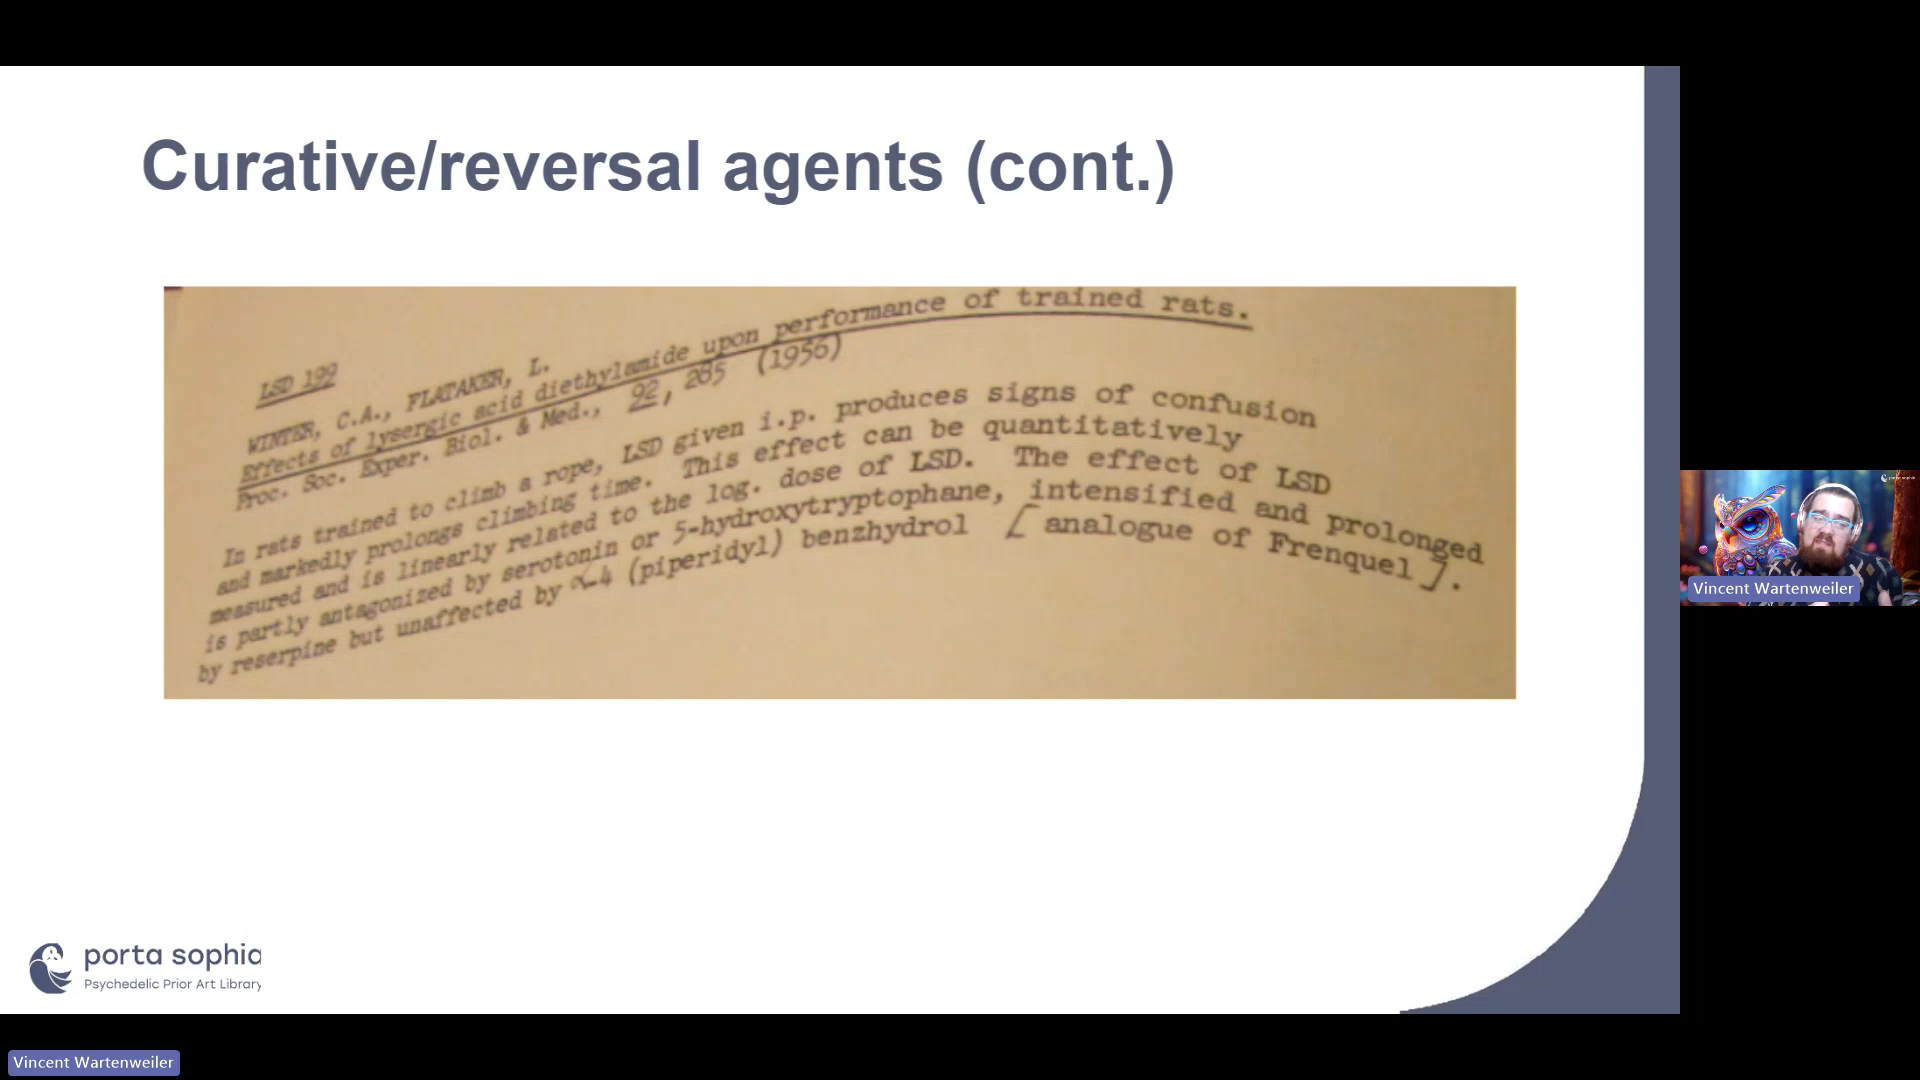 Curative/reversal agents (cont.)
LSD 199
WINTER, C.A., FLATAKER, L.
Effects of lysergic acid diethylamide upon performance of trained rats.
Proc. Soc. Exper. Biol. & Med., 92, 285 (1956)
In rats trained to climb a rope, LSD given i.p. produces signs of confusion
and markedly prolongs climbing time. This effect can be quantitatively
measured and is linearly related to the log. dose of LSD. The effect of LSD
is partly antagonized by serotonin or 5-hydroxytryptophane, intensified and prolonged
by reserpine but unaffected by α-4 (piperidyl) benzhydrol [analogue of Frenquel].
porta sophia
Psychedelic Prior Art Library
Vincent Wartenweiler
Vincent Wartenweiler